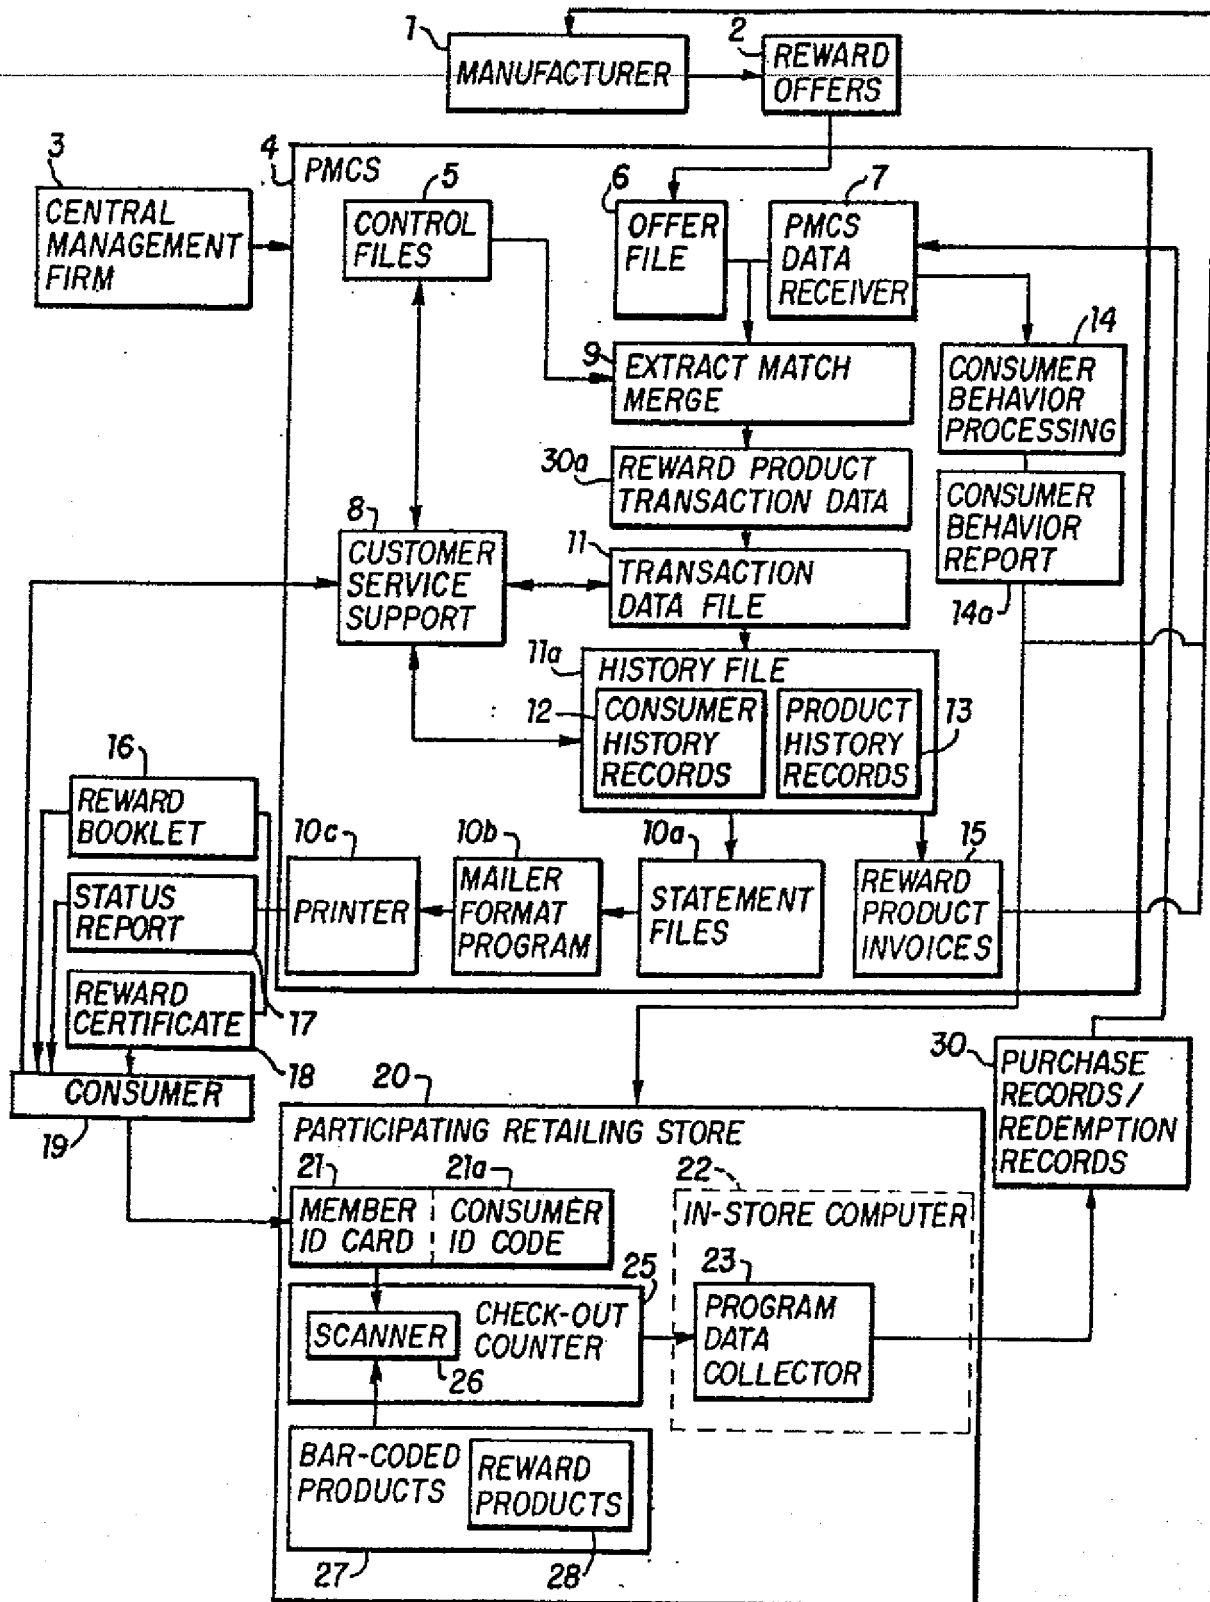 1
MANUFACTURER
2
REWARD
OFFERS
3
CENTRAL
MANAGEMENT
FIRM
4
PMCS
5
CONTROL
FILES
6
OFFER
FILE
7
PMCS
DATA
RECEIVER
9
EXTRACT MATCH
MERGE
14
CONSUMER
BEHAVIOR
PROCESSING
30a
REWARD PRODUCT
TRANSACTION DATA
CONSUMER
BEHAVIOR
REPORT
14a
8
CUSTOMER
SERVICE
SUPPORT
11
TRANSACTION
DATA FILE
11a
HISTORY FILE
12
CONSUMER
HISTORY
RECORDS
PRODUCT
HISTORY
RECORDS
13
16
REWARD
BOOKLET
STATUS
REPORT
17
REWARD
CERTIFICATE
18
10c
PRINTER
10b
MAILER
FORMAT
PROGRAM
10a
STATEMENT
FILES
15
REWARD
PRODUCT
INVOICES
CONSUMER
19
30
PURCHASE
RECORDS/
REDEMPTION
RECORDS
20
PARTICIPATING RETAILING STORE
21
MEMBER
ID CARD
21a
CONSUMER
ID CODE
22
IN-STORE COMPUTER
23
PROGRAM
DATA
COLLECTOR
25
CHECK-OUT
COUNTER
SCANNER
26
BAR-CODED
PRODUCTS
REWARD
PRODUCTS
27
28